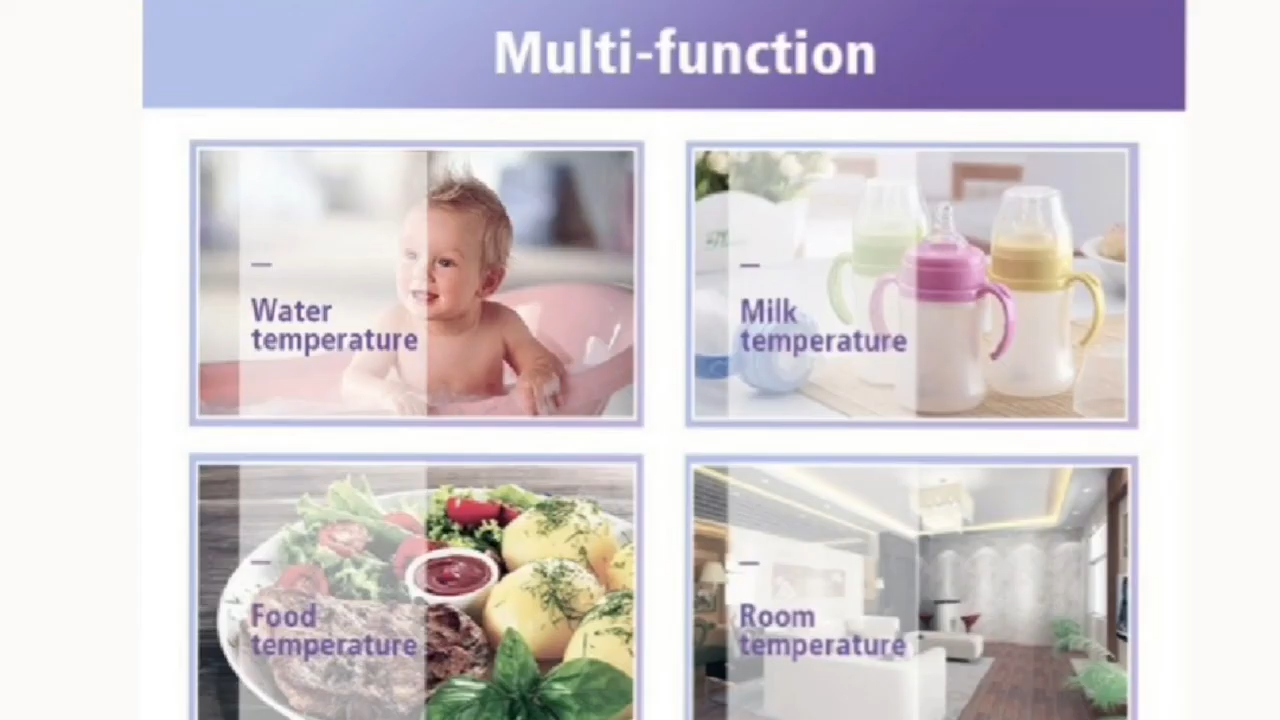 Multi-function
Water
temperature
Milk
temperature
Food
temperature
Room
temperature